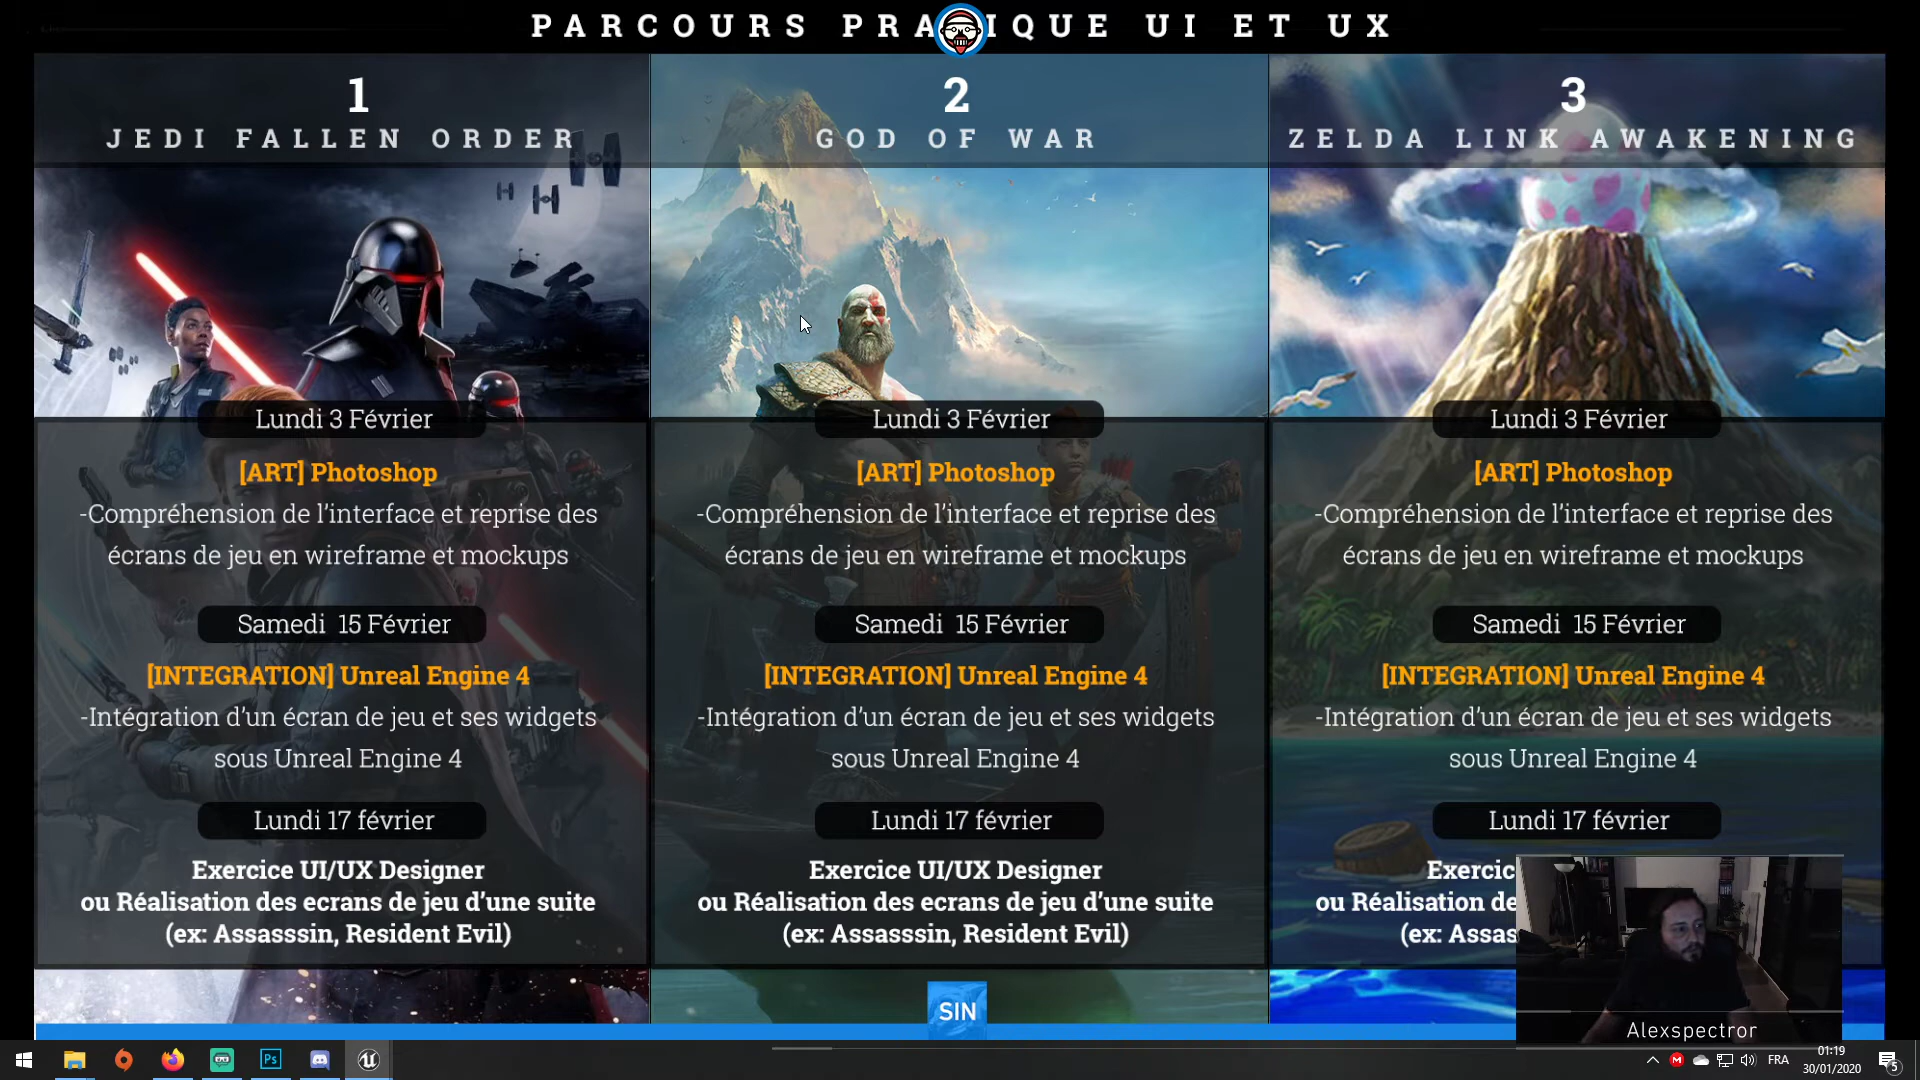 PARCOURS PRA IQUE UI ET UX
1
JEDI FALLEN ORDER
Lundi 3 Février
[ART] Photoshop
-Compréhension de l'interface et reprise des
écrans de jeu en wireframe et mockups
Samedi 15 Février
[INTEGRATION] Unreal Engine 4
-Intégration d'un écran de jeu et ses widgets
sous Unreal Engine 4
Lundi 17 février
Exercice UI/UX Designer
ou Réalisation des ecrans de jeu d'une suite
(ex: Assasssin, Resident Evil)
2
GOD OF WAR
Lundi 3 Février
[ART] Photoshop
-Compréhension de l'interface et reprise des
écrans de jeu en wireframe et mockups
Samedi 15 Février
[INTEGRATION] Unreal Engine 4
-Intégration d'un écran de jeu et ses widgets
sous Unreal Engine 4
Lundi 17 février
Exercice UI/UX Designer
ou Réalisation des ecrans de jeu d'une suite
(ex: Assasssin, Resident Evil)
3
ZELDA LINK AWAKENING
Lundi 3 Février
[ART] Photoshop
-Compréhension de l'interface et reprise des
écrans de jeu en wireframe et mockups
Samedi 15 Février
[INTEGRATION] Unreal Engine 4
-Intégration d'un écran de jeu et ses widgets
sous Unreal Engine 4
Lundi 17 février
Exercic
ou Réalisation de
(ex: Assas
SIN
Alexspectror
Ps
M
FRA
01:19
30/01/2020
5